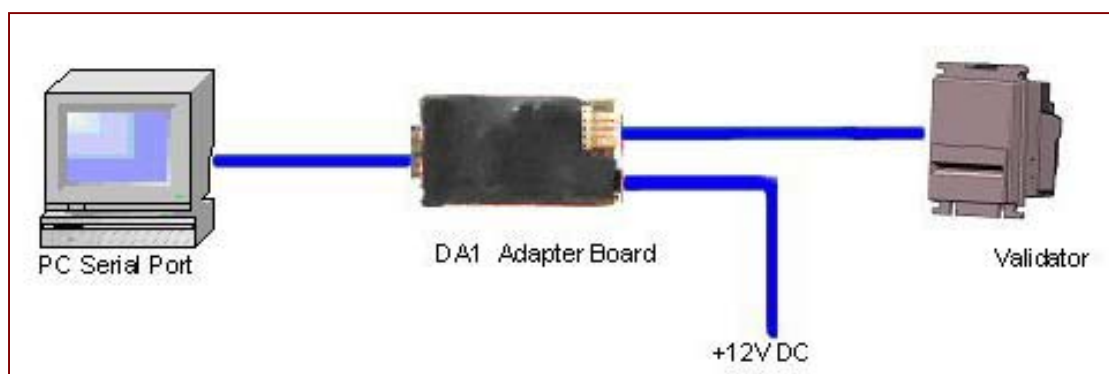 PC Serial Port
DA1 Adapter Board
Validator
+12V DC